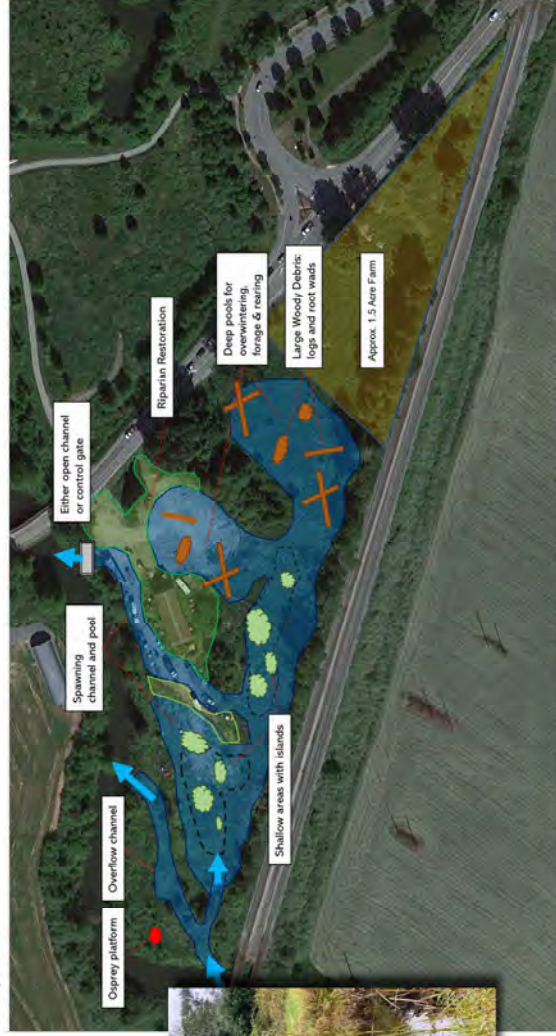 Either open channel
or control gate
Riparian Restoration
Deep pools for
overwintering,
forage & rearing
Large Woody Debris:
logs and root wads
Approx. 1.5 Acre Farm
Spawning
channel and poel
Overflow channel
Osprey platform
Shallow areas with islands